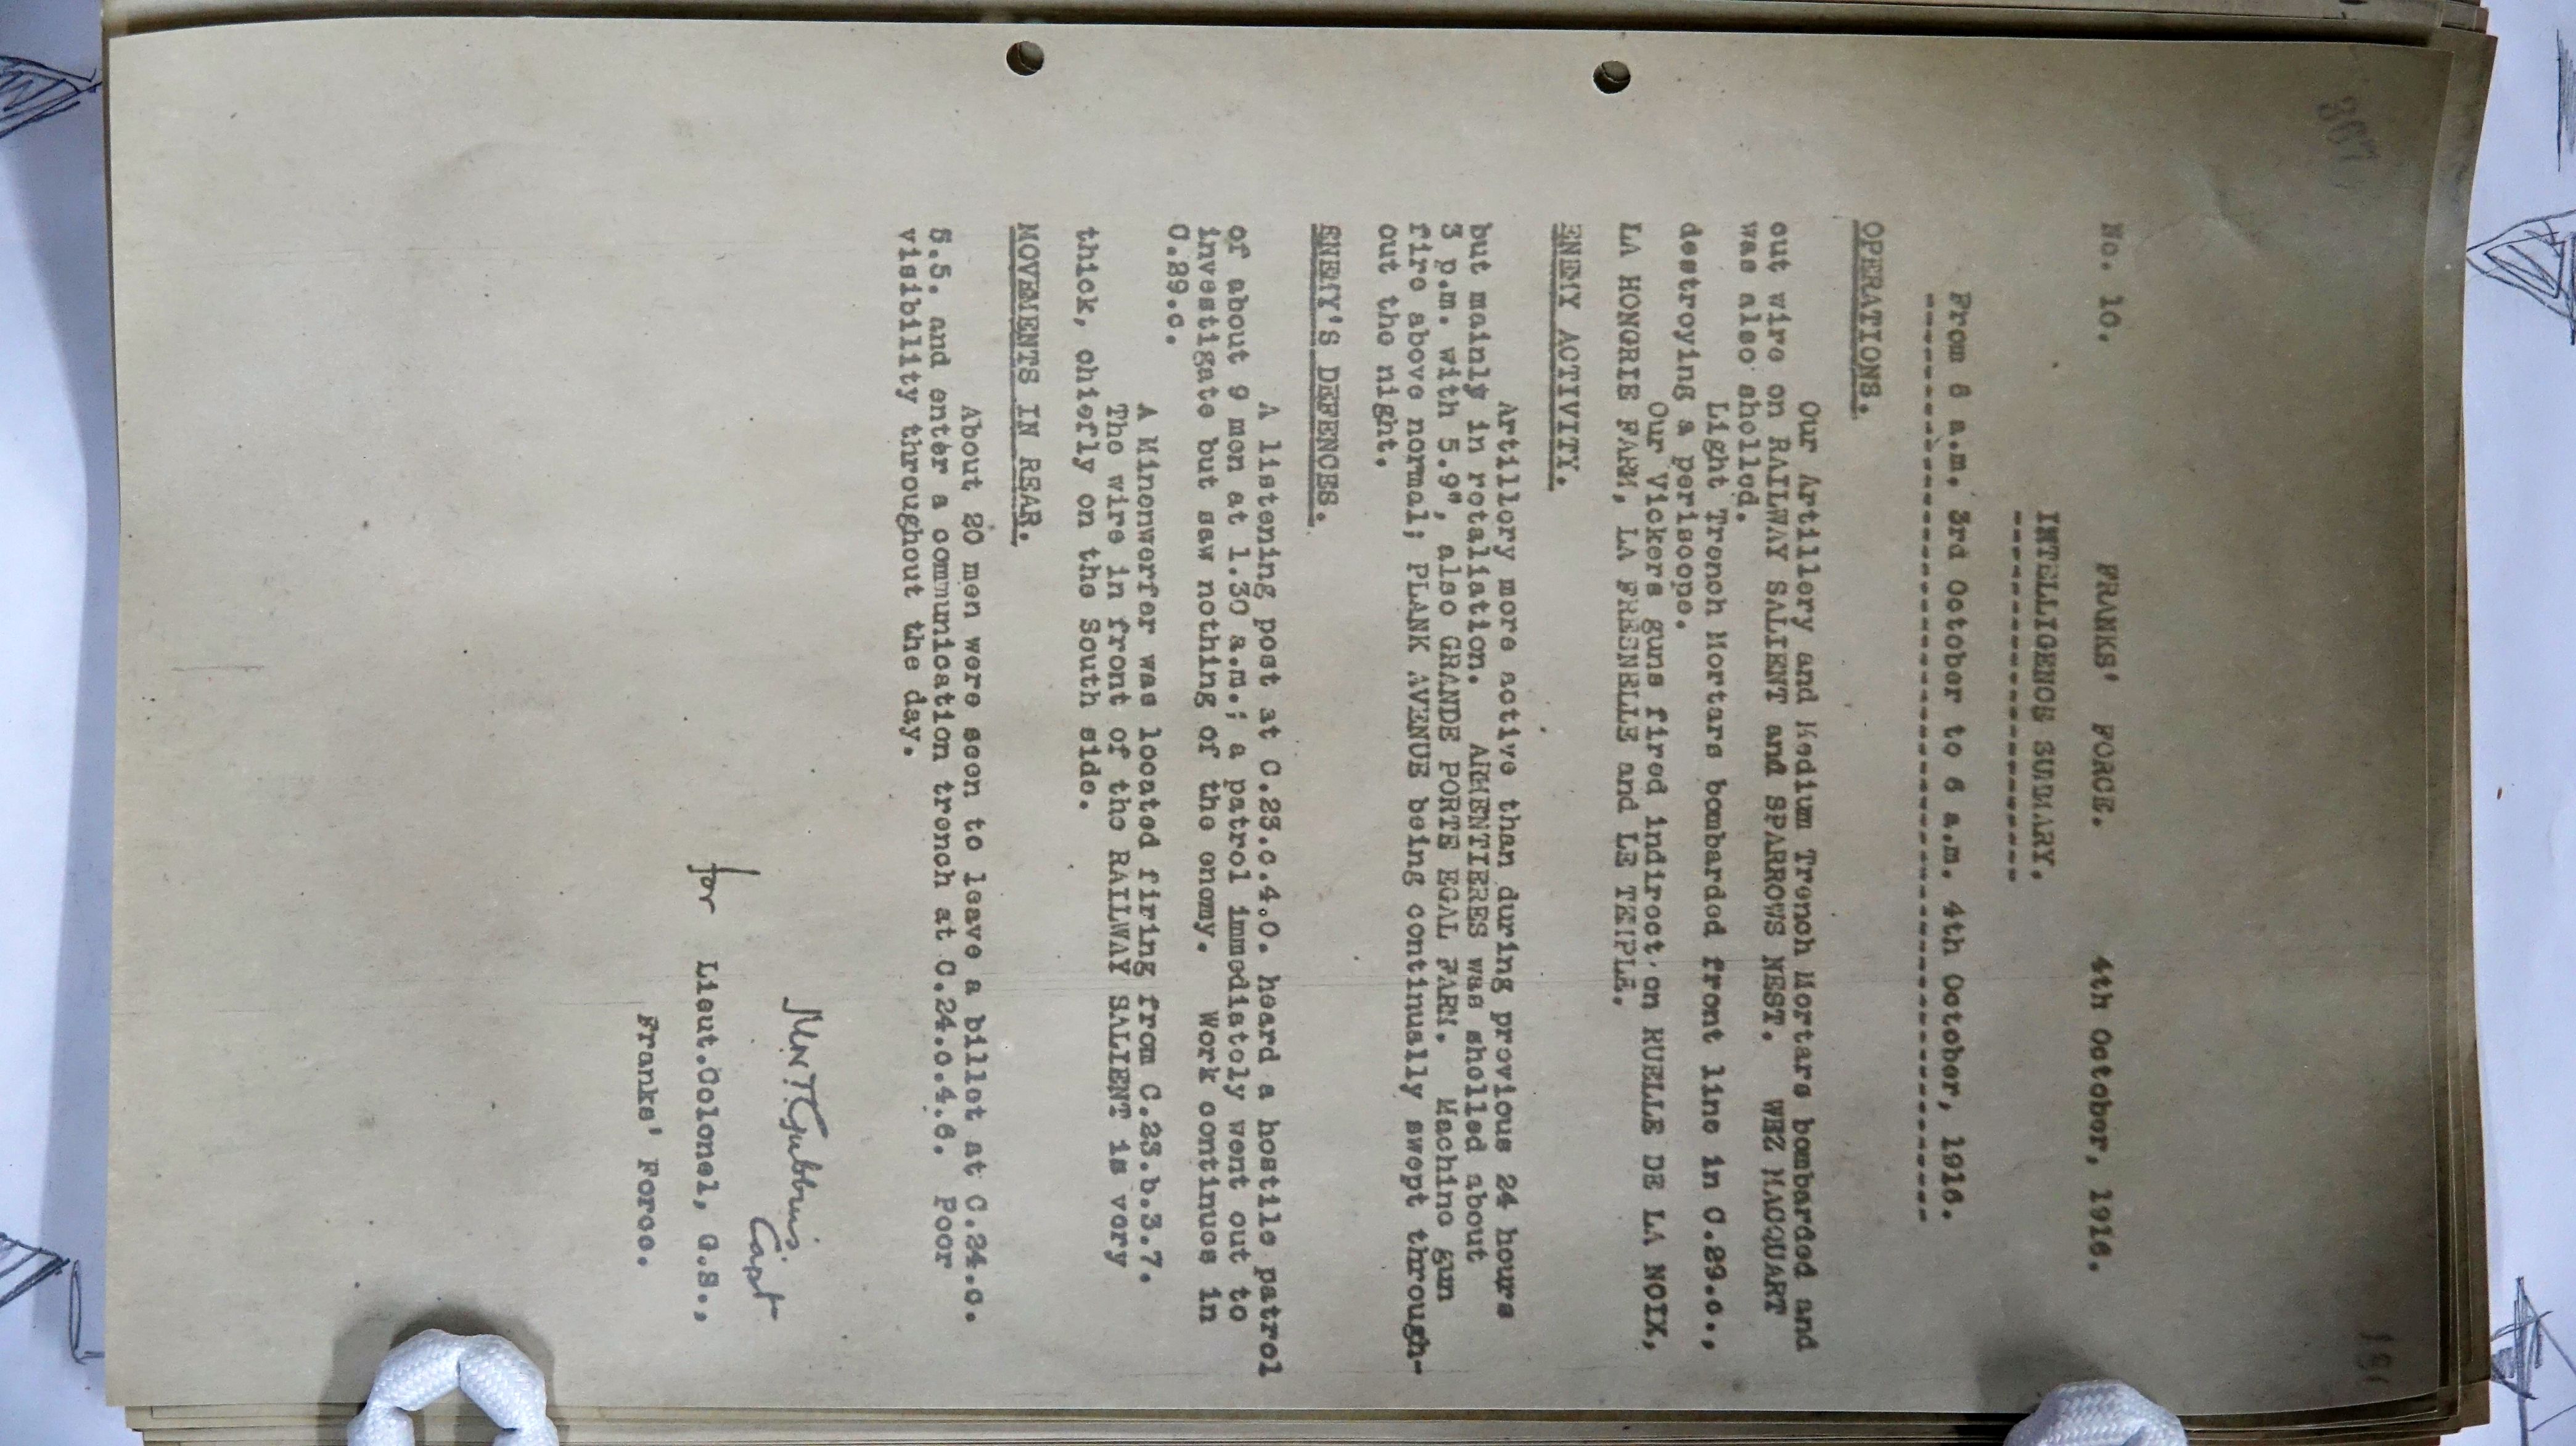 367
No. 10. FRANKS' FORCE. 4th October, 1916.
INTELLIGENCE SUMMARY.
From 6 a.m. 3rd October to 6 a.m. 4th October, 1916.
OPERATIONS.
Our Artillery and Medium Trench Mortars bombarded and
cut wire on RAILWAY SALIENT and SPARROWS NEST. WEZ MACQUART
was also shelled.
Light Trench Mortars bombarded front line in C.29.c.,
destroying a periscope.
Our Vickers guns fired indirect on RUELLE DE LA NOIX,
LA HONGRIE FARM, LA FRESNELLE and LE TEMPLE.
ENEMY ACTIVITY.
Artillery more active than during previous 24 hours
but mainly in retaliation. ARMENTIERES was shelled about
3 p.m. with 5.9", also GRANDE PORTE EGAL FARM. Machine gun
fire above normal; PLANK AVENUE being continually swept through-
out the night.
ENEMY'S DEFENCES.
A listening post at C.23.c.4.0. heard a hostile patrol
of about 9 men at 1.30 a.m.; a patrol immediately went out to
investigate but saw nothing of the enemy. Work continues in
C.29.c.
A Minenwerfer was located firing from C.23.b.3.7.
The wire in front of the RAILWAY SALIENT is very
thick, chiefly on the South side.
MOVEMENTS IN REAR.
About 20 men were seen to leave a billet at C.24.c.
5.5. and enter a communication trench at C.24.c.4.6. Poor
visibility throughout the day.
Gubbins Capt
for Lieut.Colonel, G.S.,
Franks' Force.